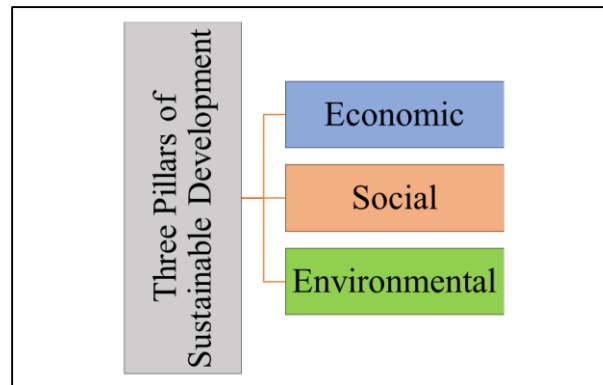 Three Pillars of
Sustainable Development
Economic
Social
Environmental